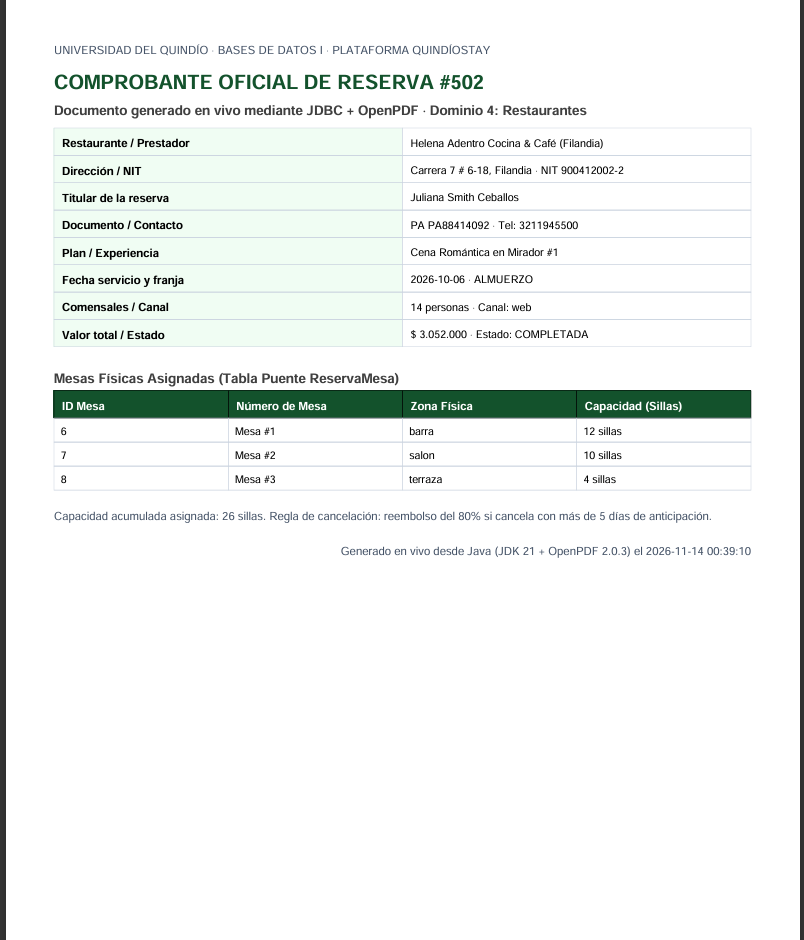 UNIVERSIDAD DEL QUINDÍO · BASES DE DATOS I · PLATAFORMA QUINDÍOSTAY
COMPROBANTE OFICIAL DE RESERVA #502
Documento generado en vivo mediante JDBC + OpenPDF · Dominio 4: Restaurantes
Restaurante / Prestador Helena Adentro Cocina & Café (Filandia)
Dirección / NIT Carrera 7 # 6-18, Filandia · NIT 900412002-2
Titular de la reserva Juliana Smith Ceballos
Documento / Contacto PA PA88414092 · Tel: 3211945500
Plan / Experiencia Cena Romántica en Mirador #1
Fecha servicio y franja 2026-10-06 · ALMUERZO
Comensales / Canal 14 personas · Canal: web
Valor total / Estado $ 3.052.000 · Estado: COMPLETADA
Mesas Físicas Asignadas (Tabla Puente ReservaMesa)
ID Mesa Número de Mesa Zona Física Capacidad (Sillas)
6 Mesa #1 barra 12 sillas
7 Mesa #2 salon 10 sillas
8 Mesa #3 terraza 4 sillas
Capacidad acumulada asignada: 26 sillas. Regla de cancelación: reembolso del 80% si cancela con más de 5 días de anticipación.
Generado en vivo desde Java (JDK 21 + OpenPDF 2.0.3) el 2026-11-14 00:39:10